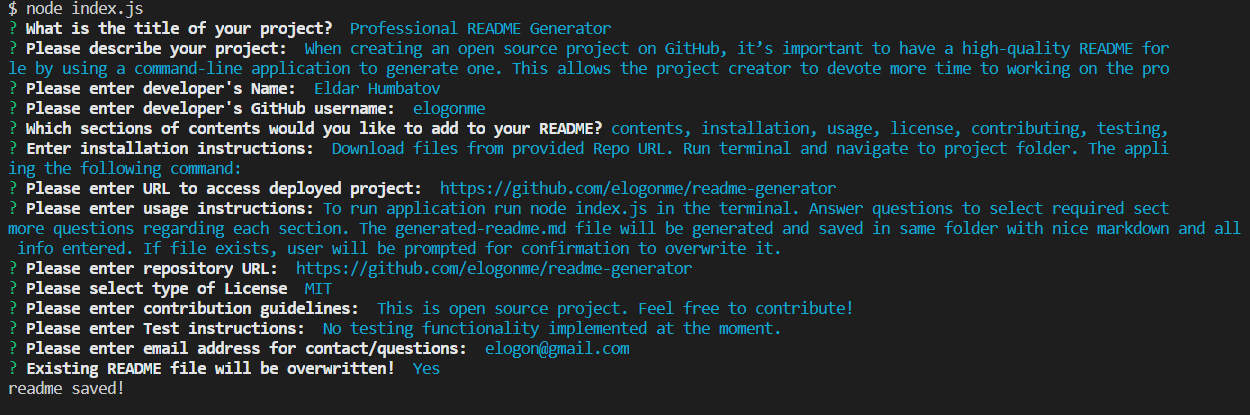 $ node index.js
? What is the title of your project?  Professional README Generator
? Please describe your project:  When creating an open source project on GitHub, it’s important to have a high-quality README for
le by using a command-line application to generate one. This allows the project creator to devote more time to working on the pro
? Please enter developer's Name:  Eldar Humbatov
? Please enter developer's GitHub username:  elogonme
? Which sections of contents would you like to add to your README? contents, installation, usage, license, contributing, testing,
? Enter installation instructions:  Download files from provided Repo URL. Run terminal and navigate to project folder. The appli
ing the following command:
? Please enter URL to access deployed project:  https://github.com/elogonme/readme-generator
? Please enter usage instructions: To run application run node index.js in the terminal. Answer questions to select required sect
more questions regarding each section. The generated-readme.md file will be generated and saved in same folder with nice markdown and all
 info entered. If file exists, user will be prompted for confirmation to overwrite it.
? Please enter repository URL:  https://github.com/elogonme/readme-generator
? Please select type of License  MIT
? Please enter contribution guidelines:  This is open source project. Feel free to contribute!
? Please enter Test instructions:  No testing functionality implemented at the moment.
? Please enter email address for contact/questions:  elogon@gmail.com
? Existing README file will be overwritten!  Yes
readme saved!